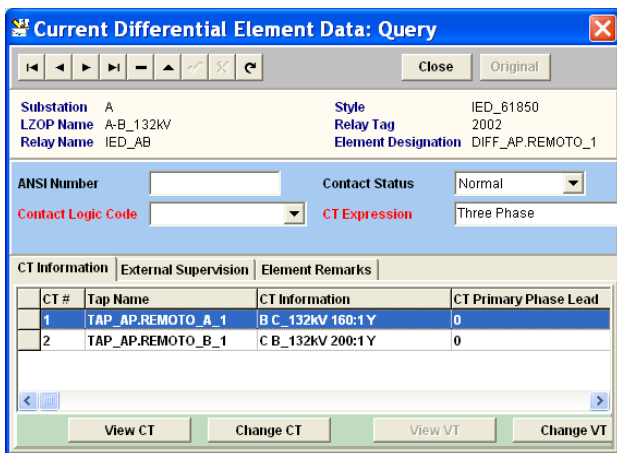 Current Differential Element Data: Query
Close Original
Substation A Style IED_61850
LZOP Name A-B_132kV Relay Tag 2002
Relay Name IED_AB Element Designation DIFF_AP.REMOTO_1
ANSI Number Contact Status Normal
Contact Logic Code CT Expression Three Phase
CT Information External Supervision Element Remarks
CT # Tap Name CT Information CT Primary Phase Lead
1 TAP_AP.REMOTO_A_1 B C_132kV 160:1 Y 0
2 TAP_AP.REMOTO_B_1 C B_132kV 200:1 Y 0
View CT Change CT View VT Change VT